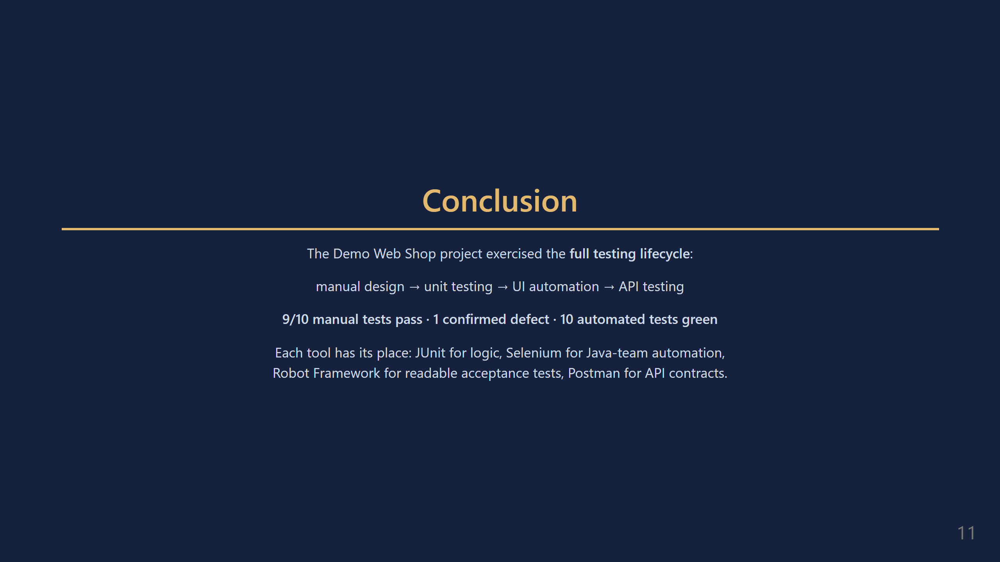 Conclusion
The Demo Web Shop project exercised the full testing lifecycle:
manual design → unit testing → UI automation → API testing
9/10 manual tests pass · 1 confirmed defect · 10 automated tests green
Each tool has its place: JUnit for logic, Selenium for Java-team automation,
Robot Framework for readable acceptance tests, Postman for API contracts.
11